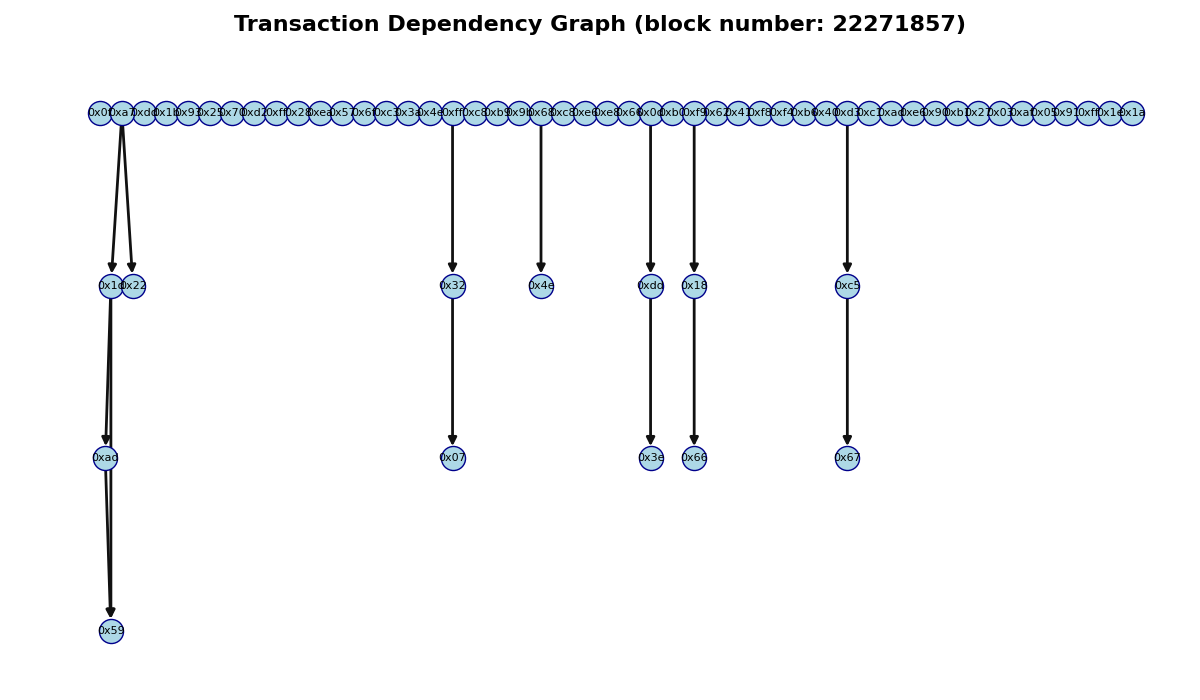 Transaction Dependency Graph (block number: 22271857)
0xa7 0xdd 0x1b 0x93 0x25 0x70 0xd2 0xff 0x28 0xea 0x57 0x6f 0xc3 0x3a 0x4e 0xff 0xc8 0xb9 0x9b 0x68 0xc8 0xe6 0xe8 0x66 0x0d 0xb0 0xf9 0x62 0x41 0xf8 0xf4 0x40 0xd3 0xad 0xe6 0x90 0xb1 0x27 0x03 0xaf 0x05 0x91 0xff 0x1e 0x1a
0x1d 0x22 0x32 0x4e 0xdd 0x18 0xc5
0xad 0x07 0x3e 0x66 0x67
0x59